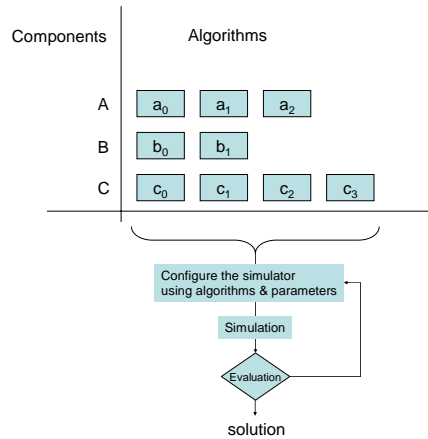 Components Algorithms
A a₀ a₁ a₂
B b₀ b₁
C c₀ c₁ c₂ c₃
Configure the simulator
using algorithms & parameters
Simulation
Evaluation
solution